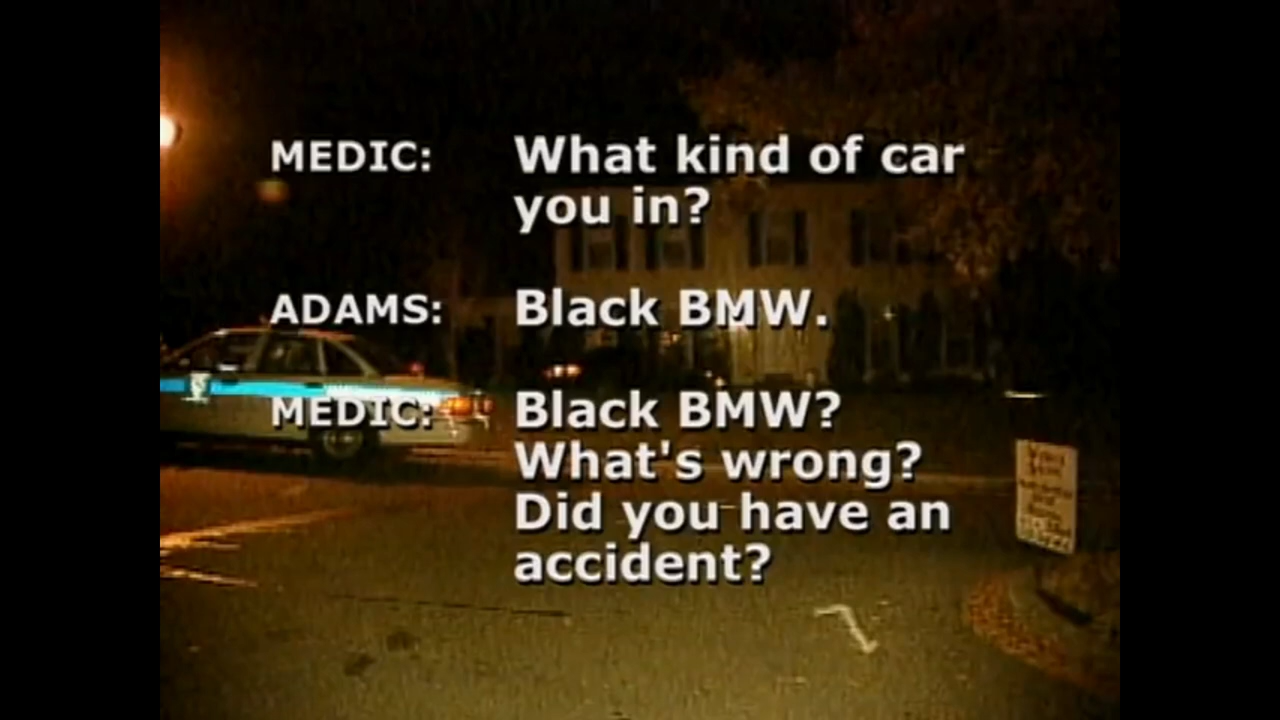 MEDIC: What kind of car
you in?
ADAMS: Black BMW.
MEDIC: Black BMW?
What's wrong?
Did you have an
accident?